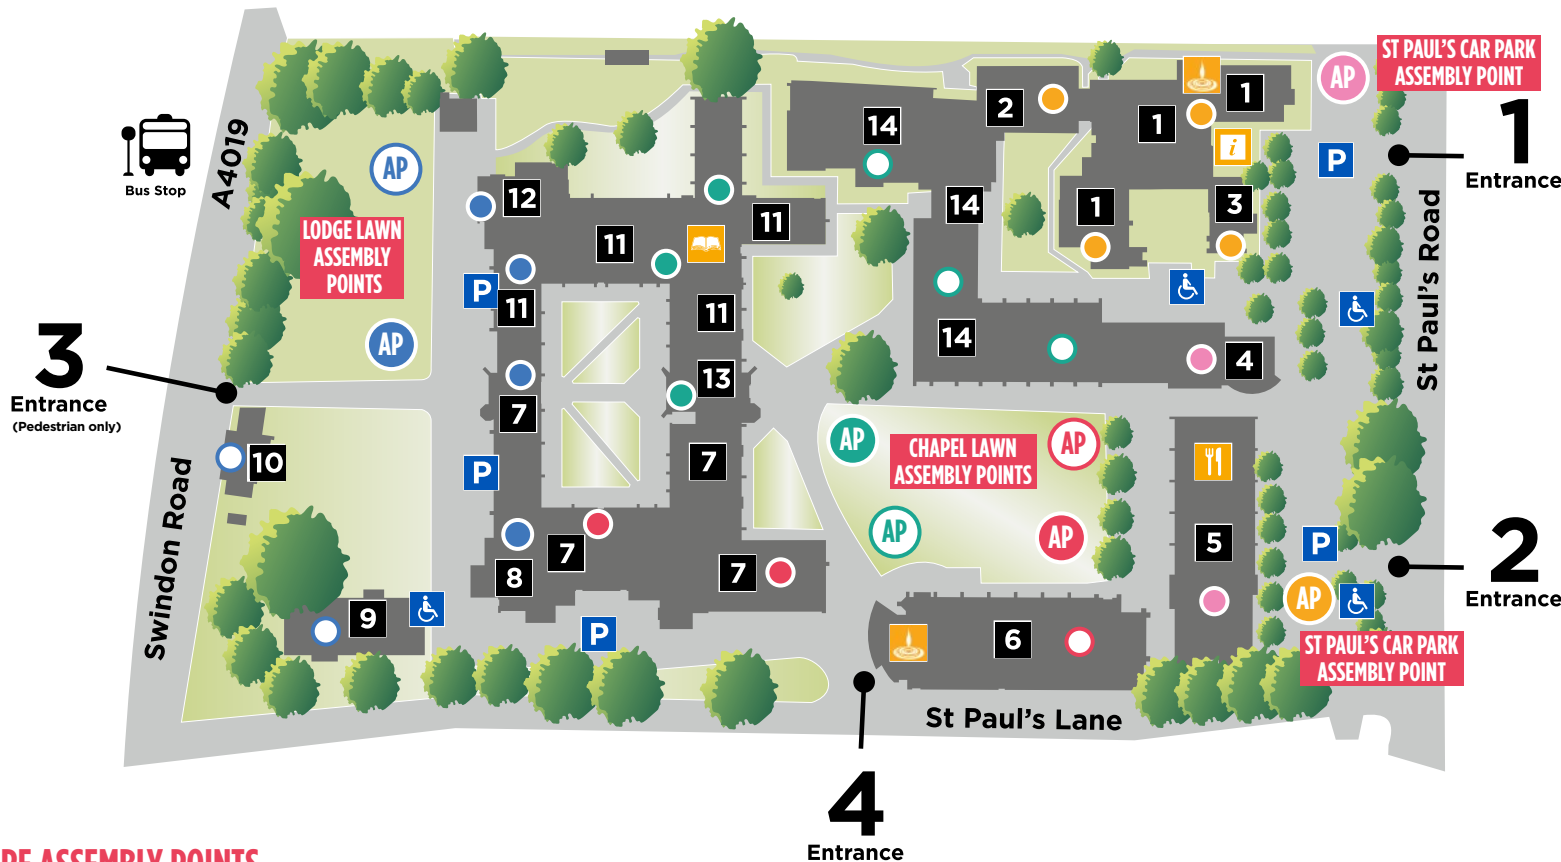 ST PAUL'S CAR PARK
ASSEMBLY POINT
AP
1
Entrance
2
1
1
14
i
P
Bus Stop
A4019
AP
12
11
11
14
1
3
St Paul's Road
LODGE LAWN
ASSEMBLY
POINTS
P
11
11
14
4
AP
3
Entrance
(Pedestrian only)
13
7
7
AP
CHAPEL LAWN
ASSEMBLY POINTS
AP
10
P
Swindon Road
AP
AP
5
P
2
Entrance
7
8
7
9
P
6
AP
ST PAUL'S CAR PARK
ASSEMBLY POINT
St Paul's Lane
4
Entrance
RE ASSEMBLY POINTS